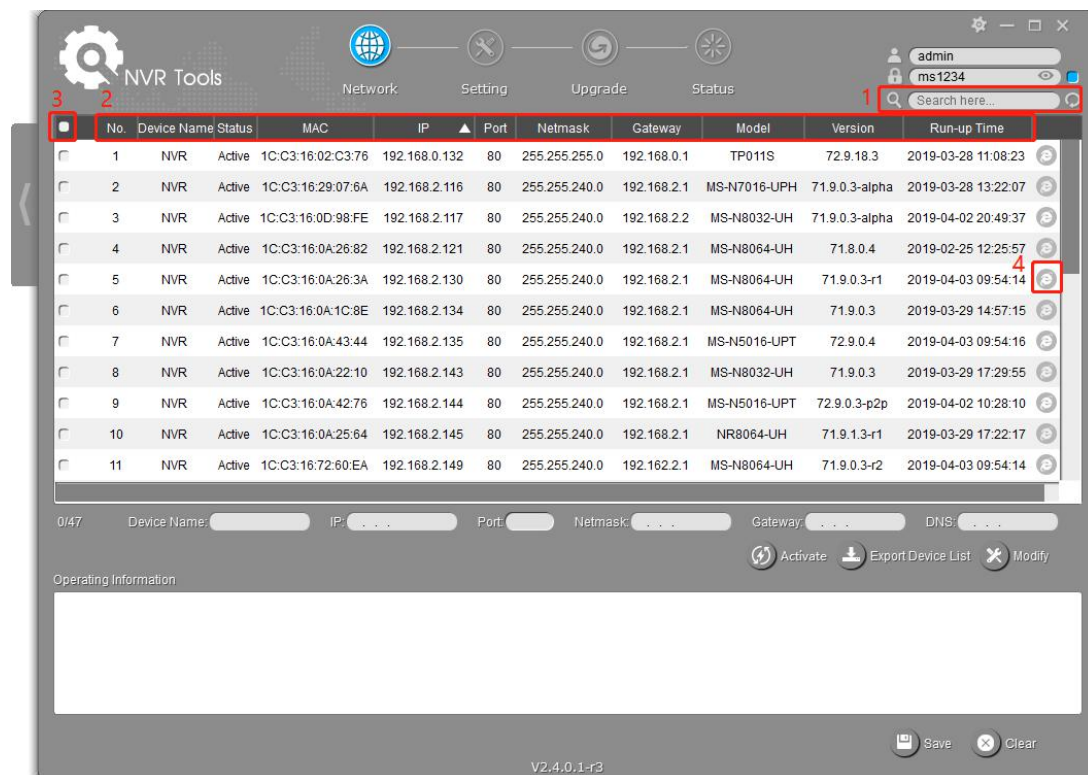 NVR Tools
Network
Setting
Upgrade
Status
admin
ms1234
1 Search here...
3 2
No. Device Name Status MAC IP Port Netmask Gateway Model Version Run-up Time
1 NVR Active 1C:C3:16:02:C3:76 192.168.0.132 80 255.255.255.0 192.168.0.1 TP011S 72.9.18.3 2019-03-28 11:08:23
2 NVR Active 1C:C3:16:29:07:6A 192.168.2.116 80 255.255.240.0 192.168.2.1 MS-N7016-UPH 71.9.0.3-alpha 2019-03-28 13:22:07
3 NVR Active 1C:C3:16:0D:98:FE 192.168.2.117 80 255.255.240.0 192.168.2.2 MS-N8032-UH 71.9.0.3-alpha 2019-04-02 20:49:37
4 NVR Active 1C:C3:16:0A:26:82 192.168.2.121 80 255.255.240.0 192.168.2.1 MS-N8064-UH 71.8.0.4 2019-02-25 12:25:57
4
5 NVR Active 1C:C3:16:0A:26:3A 192.168.2.130 80 255.255.240.0 192.168.2.1 MS-N8064-UH 71.9.0.3-r1 2019-04-03 09:54:14
6 NVR Active 1C:C3:16:0A:1C:8E 192.168.2.134 80 255.255.240.0 192.168.2.1 MS-N8064-UH 71.9.0.3 2019-03-29 14:57:15
7 NVR Active 1C:C3:16:0A:43:44 192.168.2.135 80 255.255.240.0 192.168.2.1 MS-N5016-UPT 72.9.0.4 2019-04-03 09:54:16
8 NVR Active 1C:C3:16:0A:22:10 192.168.2.143 80 255.255.240.0 192.168.2.1 MS-N8032-UH 71.9.0.3 2019-03-29 17:29:55
9 NVR Active 1C:C3:16:0A:42:76 192.168.2.144 80 255.255.240.0 192.168.2.1 MS-N5016-UPT 72.9.0.3-p2p 2019-04-02 10:28:10
10 NVR Active 1C:C3:16:0A:25:64 192.168.2.145 80 255.255.240.0 192.168.2.1 NR8064-UH 71.9.1.3-r1 2019-03-29 17:22:17
11 NVR Active 1C:C3:16:72:60:EA 192.168.2.149 80 255.255.240.0 192.162.2.1 MS-N8064-UH 71.9.0.3-r2 2019-04-03 09:54:14
0/47 Device Name: IP: . . . Port: Netmask: . . . Gateway: . . . DNS: . . .
Activate Export Device List Modify
Operating Information
Save Clear
V2.4.0.1-r3